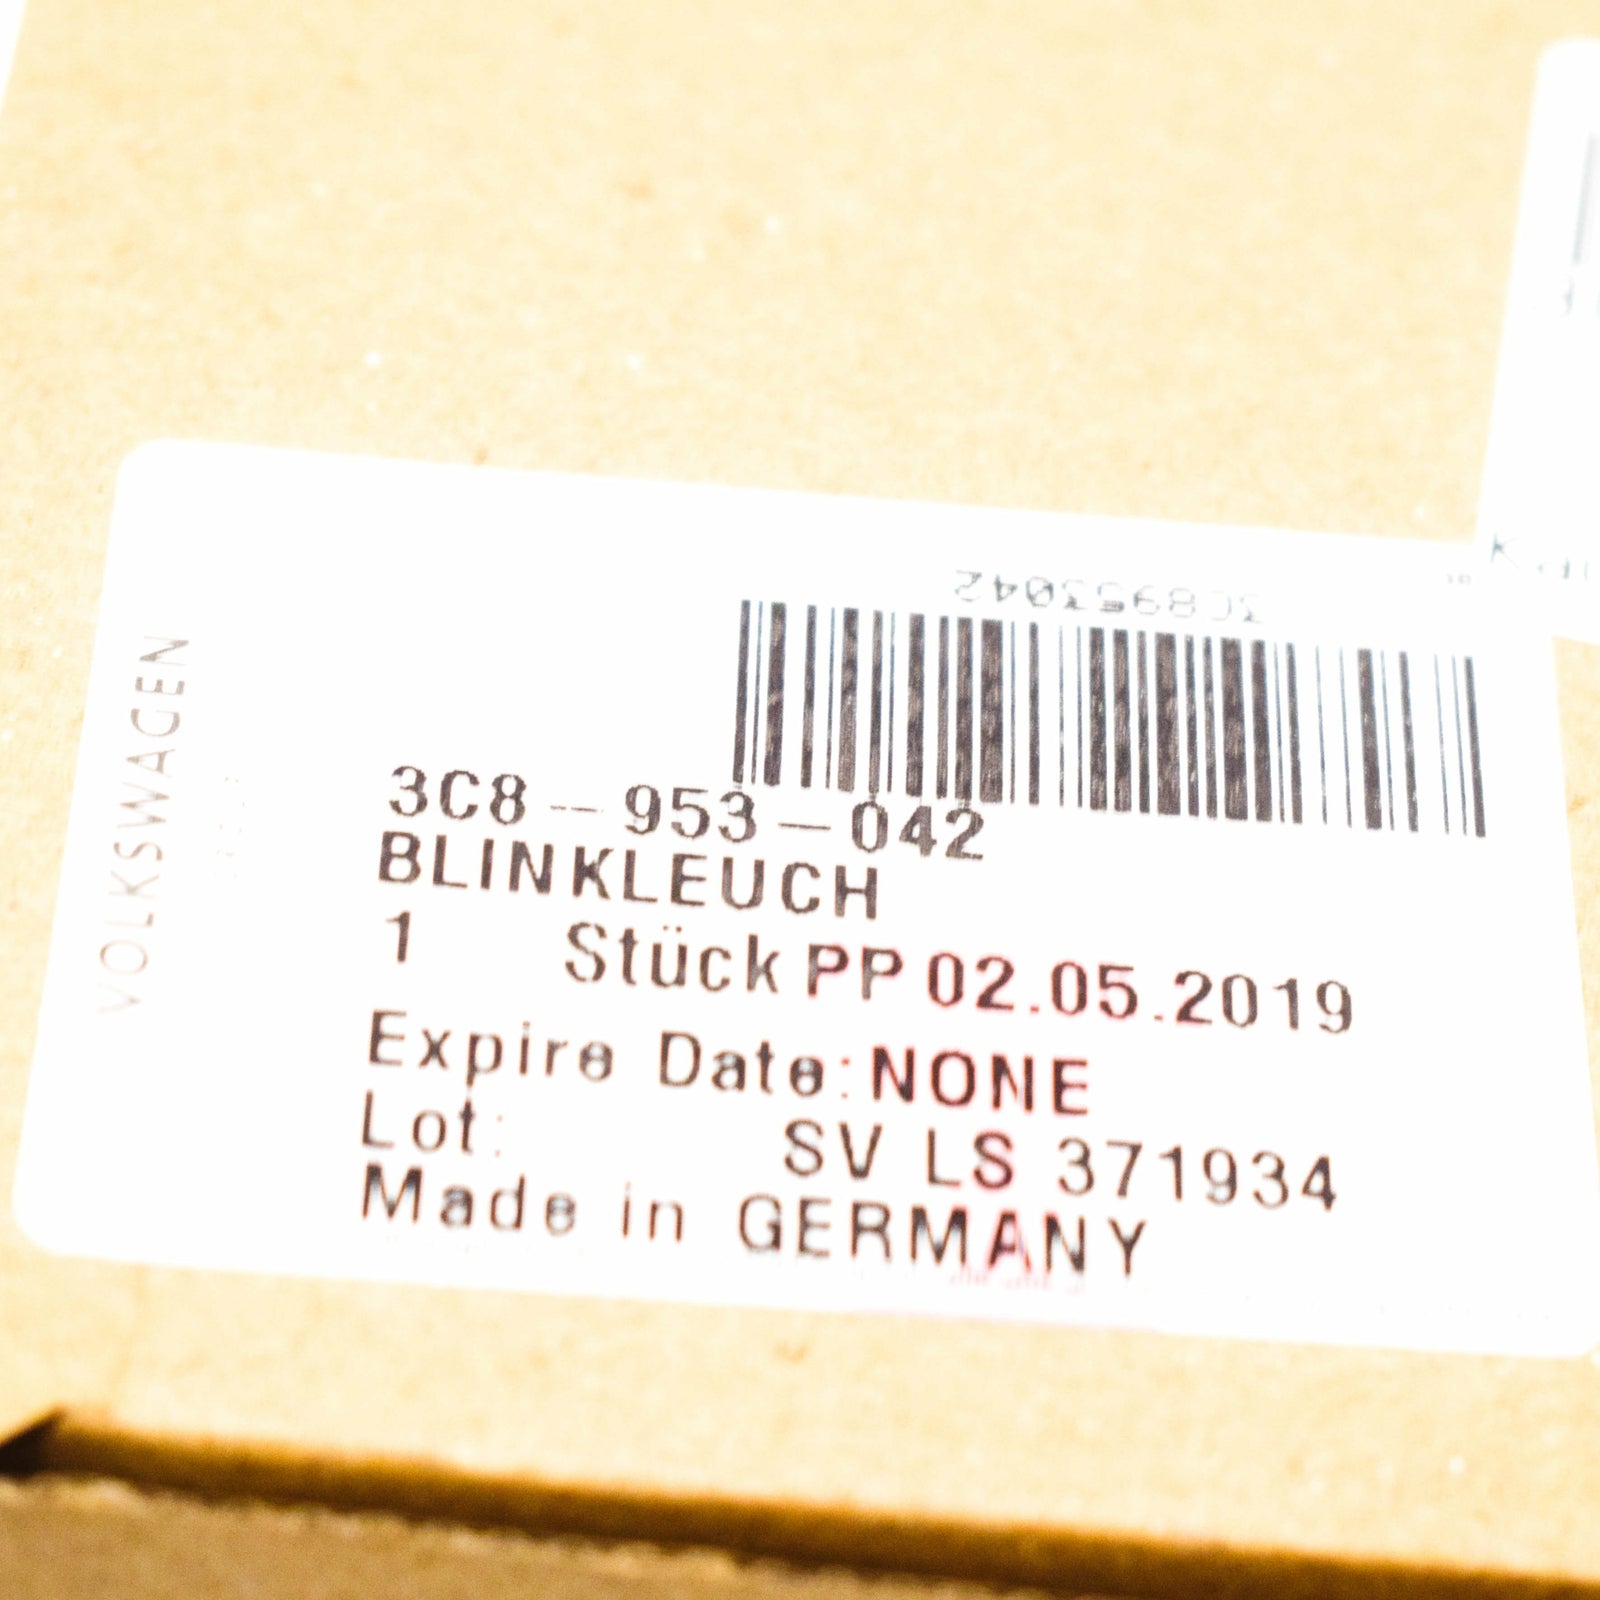 VOLKSWAGEN
3C8953042
3C8-953-042
BLINKLEUCH
1 Stück PP 02.05.2019
Expire Date: NONE
Lot: SV LS 371934
Made in GERMANY